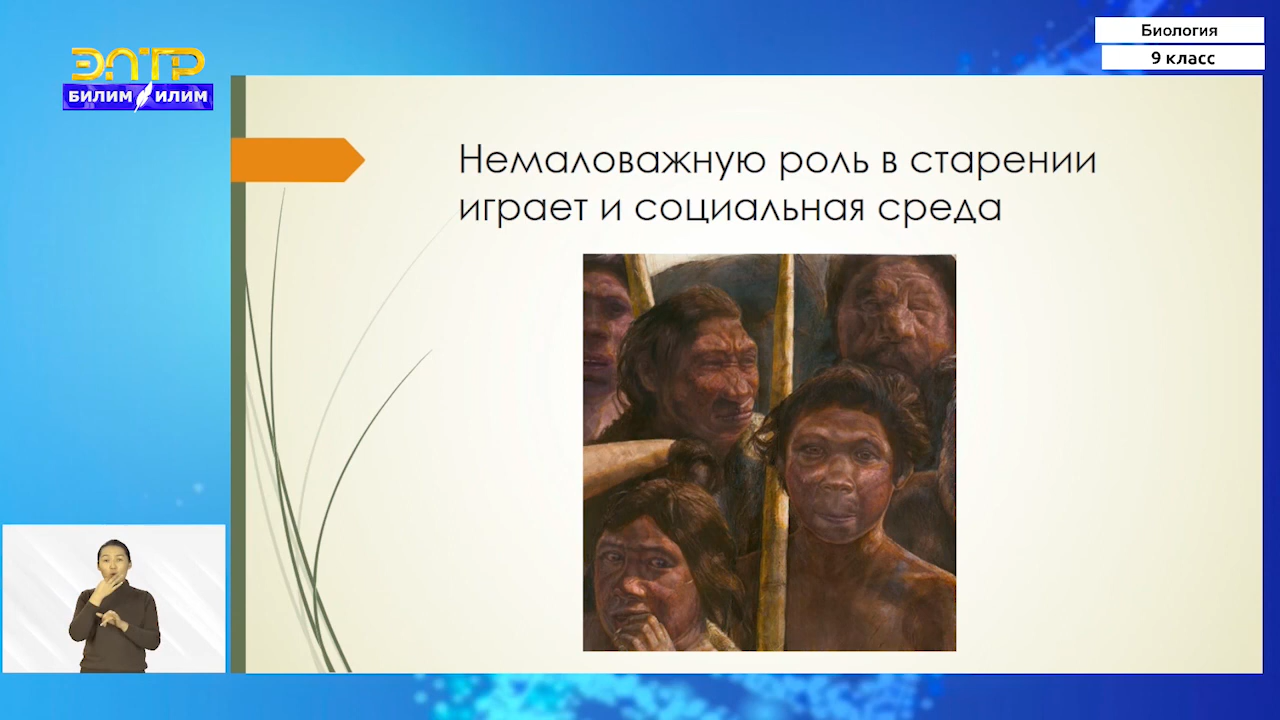 Биология
9 класс
ЭЛТР
БИЛИМ ИЛИМ
Немаловажную роль в старении
играет и социальная среда